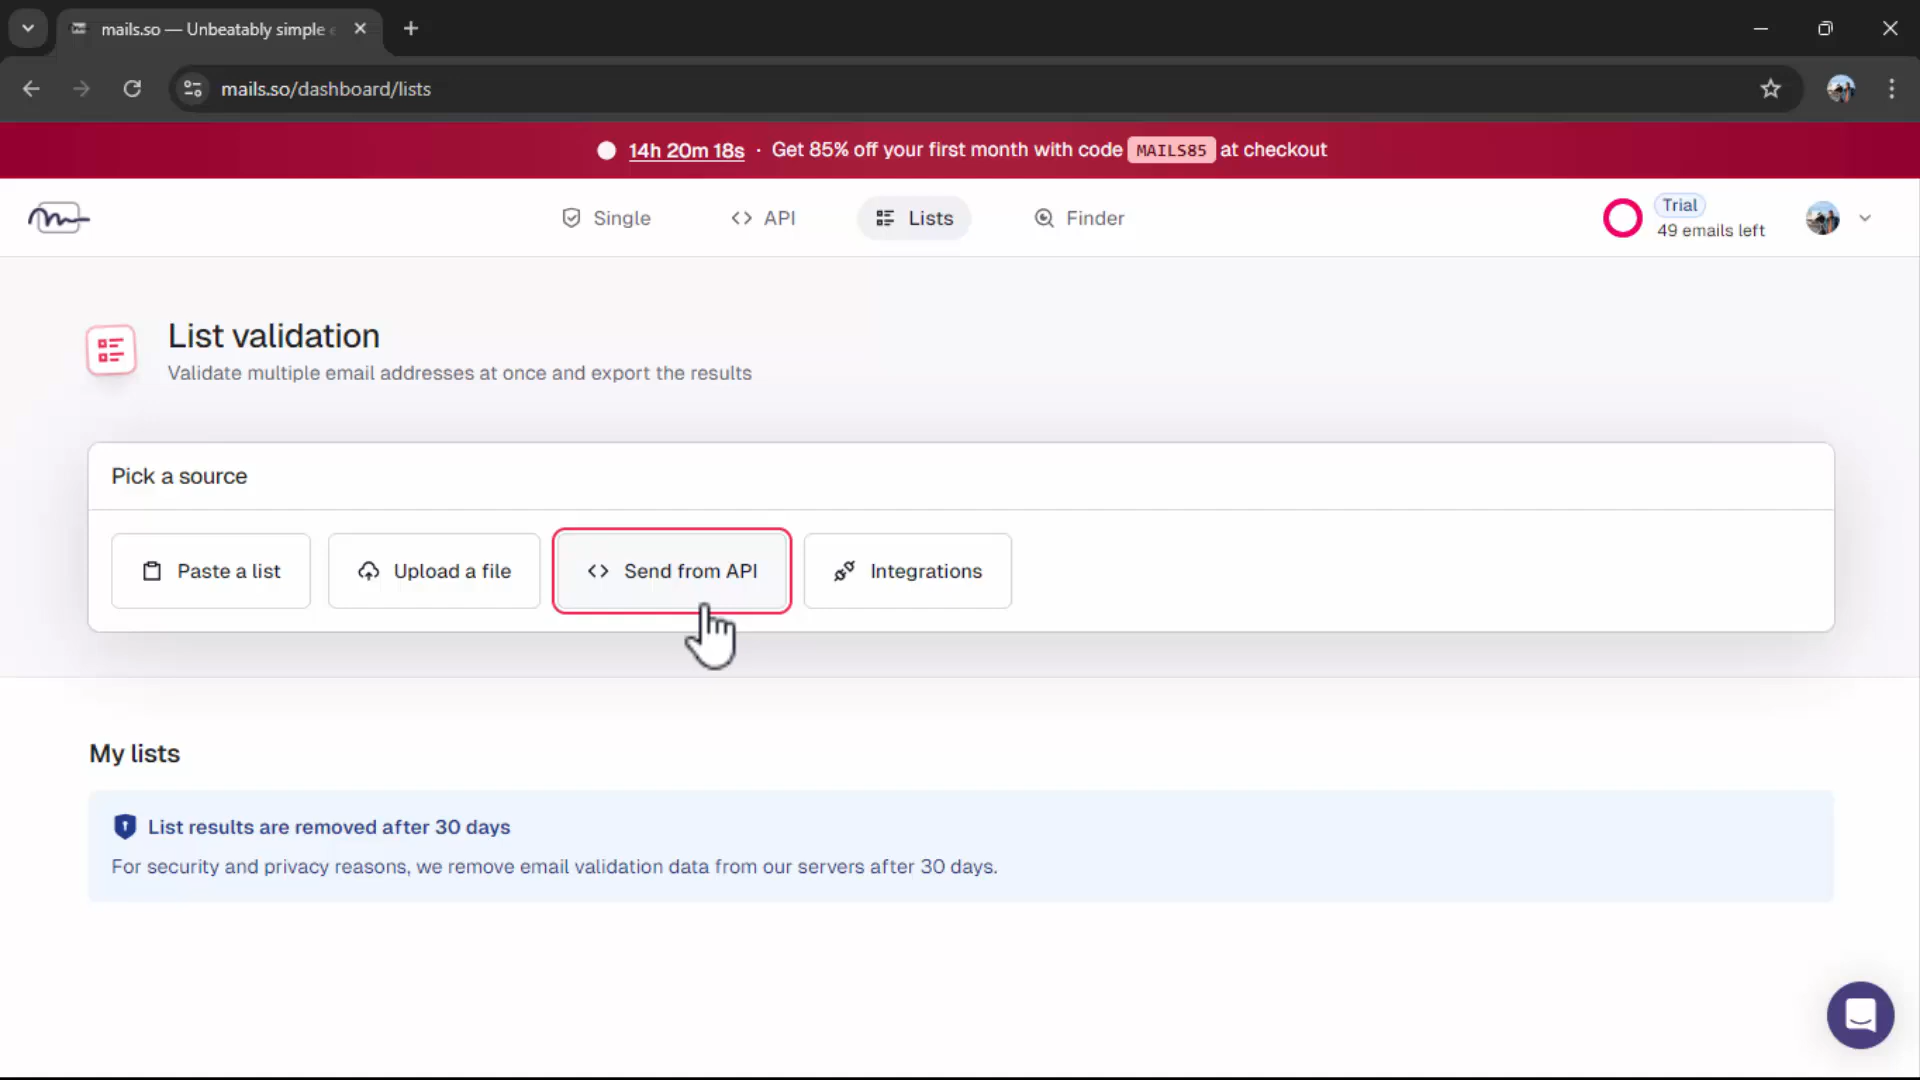 mails.so — Unbeatably simple
mails.so/dashboard/lists
14h 20m 18s · Get 85% off your first month with code MAILS85 at checkout
Single
API
Lists
Finder
Trial
49 emails left
List validation
Validate multiple email addresses at once and export the results
Pick a source
Paste a list
Upload a file
Send from API
Integrations
My lists
List results are removed after 30 days
For security and privacy reasons, we remove email validation data from our servers after 30 days.